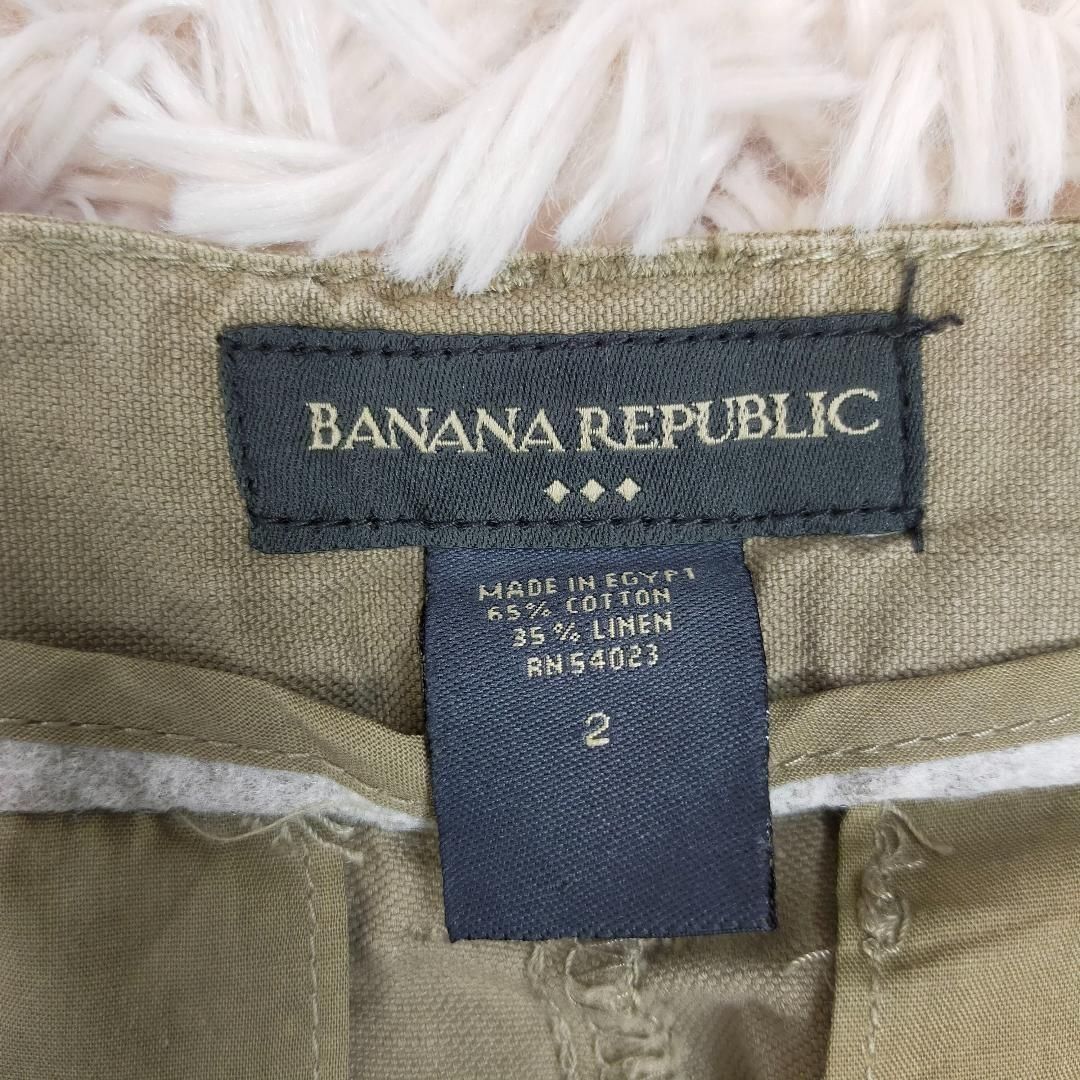 BANANA REPUBLIC
MADE IN EGYPT
65% COTTON
35% LINEN
RN 54023
2